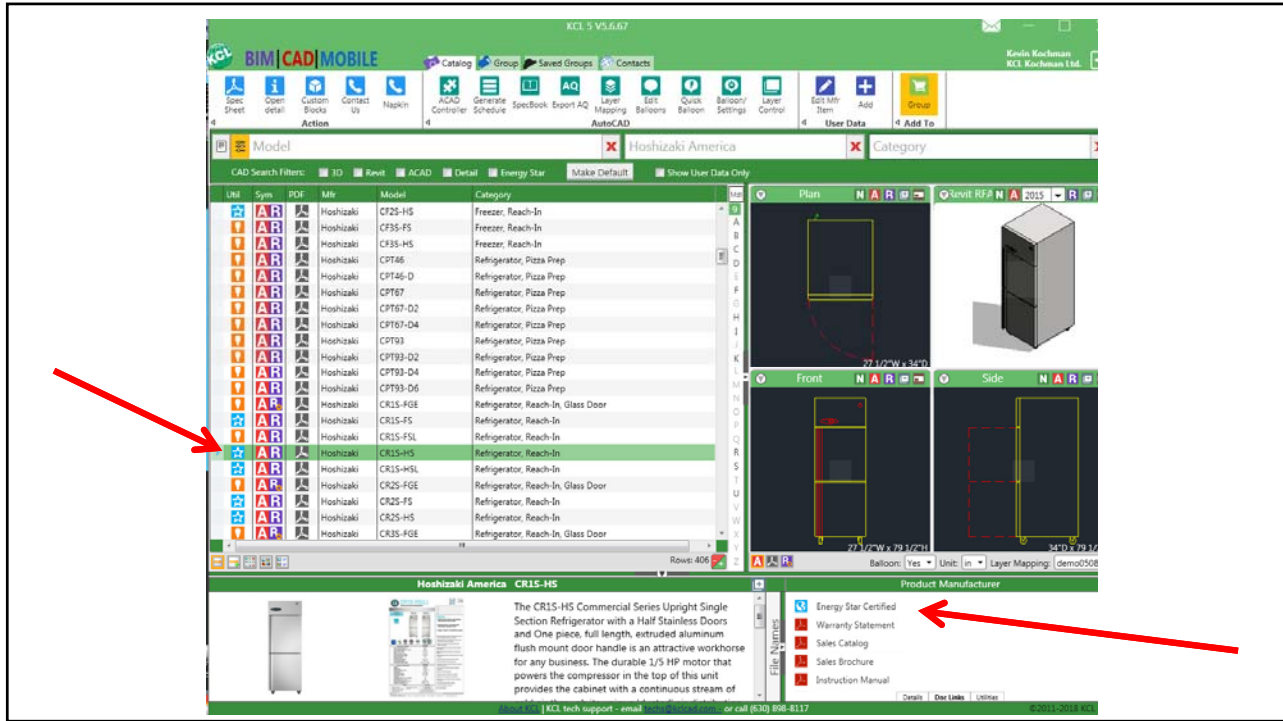 KCL 5 V5.6.67
KCL BIM|CAD|MOBILE
Catalog Group Saved Groups Contacts
Kevin Kochman
KCL Kochman Ltd.
Spec Sheet Open detail Custom Blocks Contact Us Napkin
Action
ACAD Controller Generate Schedule SpecBook Export AQ Layer Mapping Edit Balloons Quick Balloon Balloon/ Settings Layer Control
AutoCAD
Edit Mfr Item Add
User Data
Group
Add To
Model Hoshizaki America Category
CAD Search Filters: 3D Revit ACAD Detail Energy Star Make Default Show User Data Only
Util Sym PDF Mfr Model Category
A R Hoshizaki CF2S-HS Freezer, Reach-In
A R Hoshizaki CF3S-FS Freezer, Reach-In
A R Hoshizaki CF3S-HS Freezer, Reach-In
A R Hoshizaki CPT46 Refrigerator, Pizza Prep
A R Hoshizaki CPT46-D Refrigerator, Pizza Prep
A R Hoshizaki CPT67 Refrigerator, Pizza Prep
A R Hoshizaki CPT67-D2 Refrigerator, Pizza Prep
A R Hoshizaki CPT67-D4 Refrigerator, Pizza Prep
A R Hoshizaki CPT93 Refrigerator, Pizza Prep
A R Hoshizaki CPT93-D2 Refrigerator, Pizza Prep
A R Hoshizaki CPT93-D4 Refrigerator, Pizza Prep
A R Hoshizaki CPT93-D6 Refrigerator, Pizza Prep
A R Hoshizaki CR1S-FGE Refrigerator, Reach-In, Glass Door
A R Hoshizaki CR1S-FS Refrigerator, Reach-In
A R Hoshizaki CR1S-FSL Refrigerator, Reach-In
A R Hoshizaki CR1S-HS Refrigerator, Reach-In
A R Hoshizaki CR1S-HSL Refrigerator, Reach-In
A R Hoshizaki CR2S-FGE Refrigerator, Reach-In, Glass Door
A R Hoshizaki CR2S-FS Refrigerator, Reach-In
A R Hoshizaki CR2S-HS Refrigerator, Reach-In
A R Hoshizaki CR3S-FGE Refrigerator, Reach-In, Glass Door
Rows: 406
9
A
B
C
D
E
F
G
H
I
J
K
L
M
N
O
P
Q
R
S
T
U
V
W
X
Y
Z
Plan N A R
27 1/2"W x 34"D
Revit RFA N A 2015 R
Front N A R
27 1/2"W x 79 1/2"H
Side N A R
34"D x 79 1/
A R Balloon: Yes Unit: in Layer Mapping: demo0508
Hoshizaki America CR1S-HS
The CR1S-HS Commercial Series Upright Single
Section Refrigerator with a Half Stainless Doors
and One piece, full length, extruded aluminum
flush mount door handle is an attractive workhorse
for any business. The durable 1/5 HP motor that
powers the compressor in the top of this unit
provides the cabinet with a continuous stream of
File Names
Product Manufacturer
Energy Star Certified
Warranty Statement
Sales Catalog
Sales Brochure
Instruction Manual
Details Doc Links Utilities
About KCL | KCL tech support - email techs@kclcad.com - or call (630) 898-8117
©2011-2018 KCL